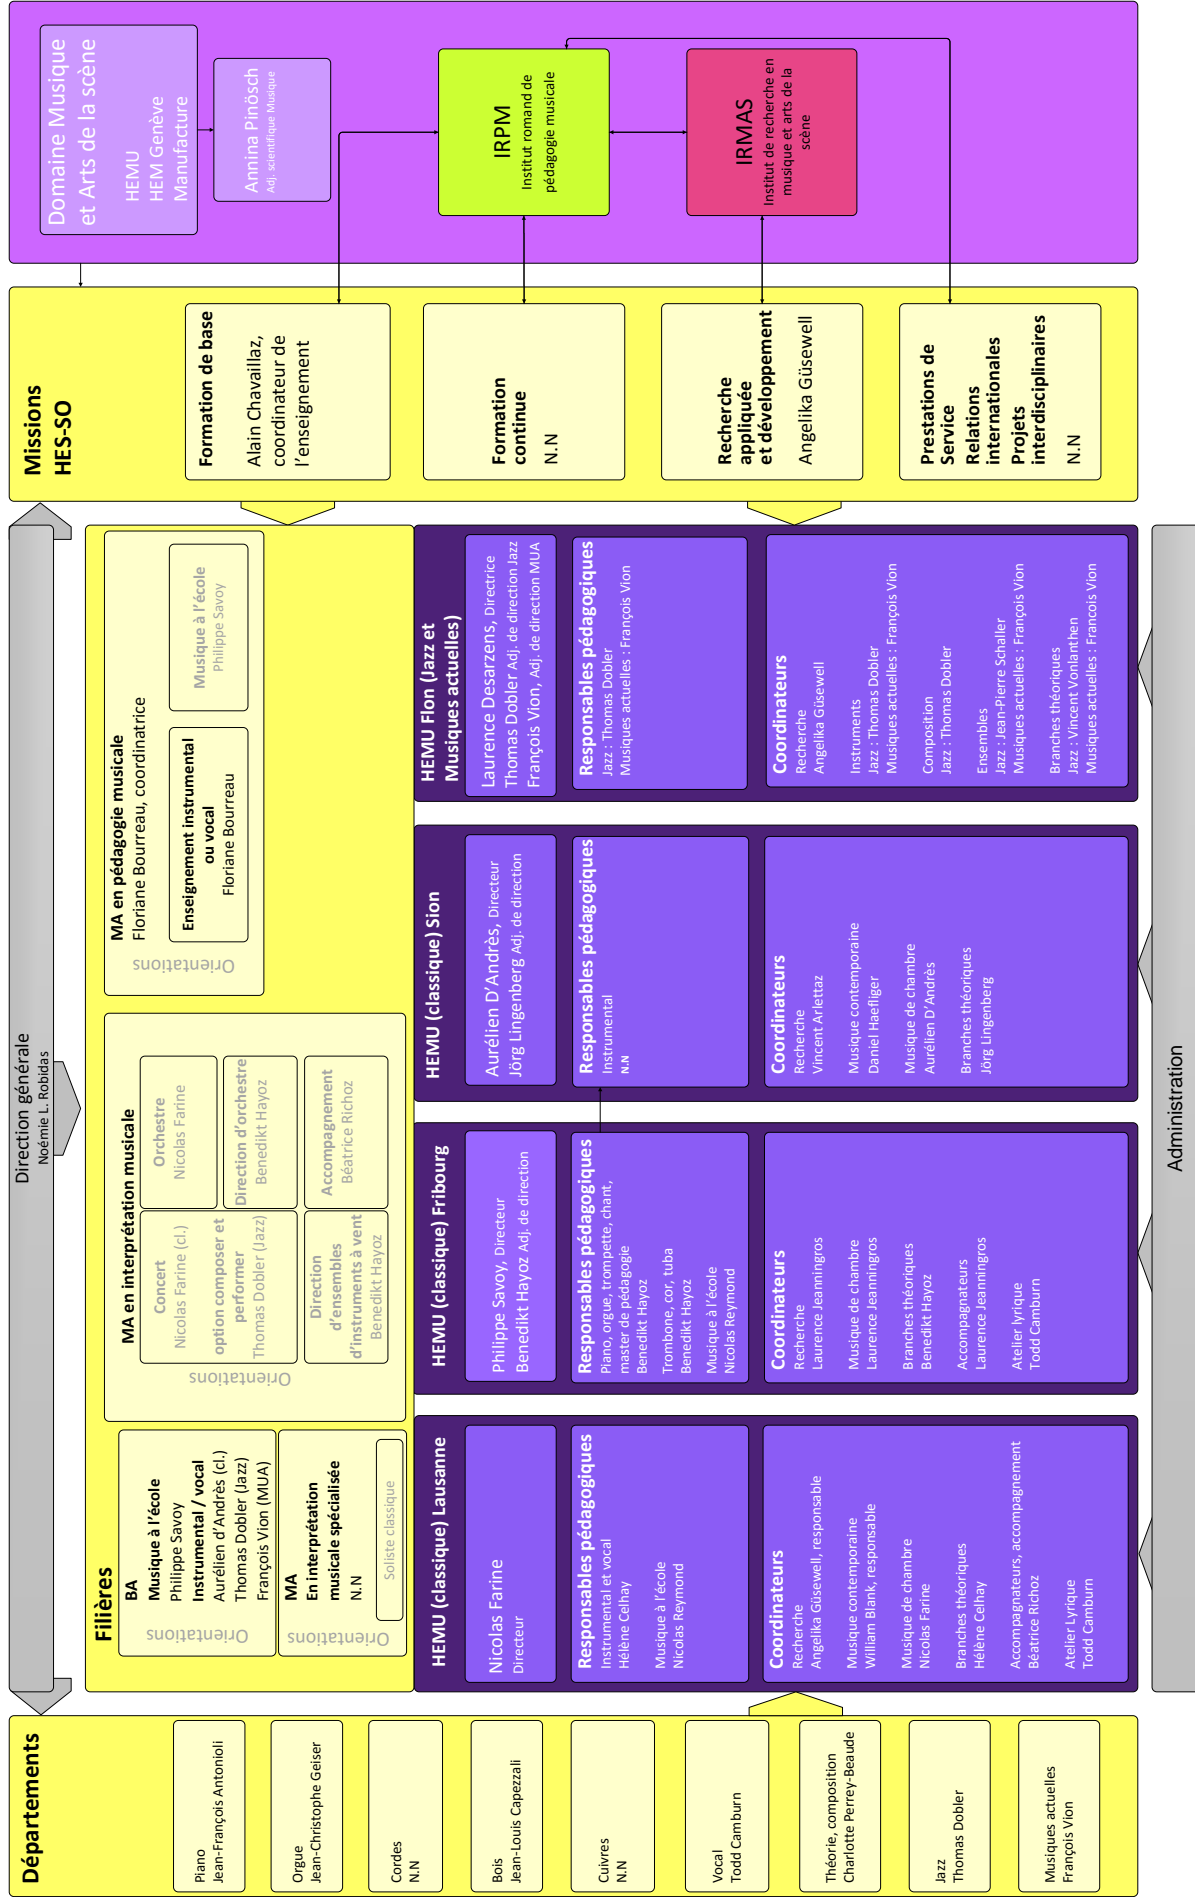 Direction générale
Noémie L. Robidas
Départements
Piano
Jean-François Antonioli
Orgue
Jean-Christophe Geiser
Cordes
N.N
Bois
Jean-Louis Capezzali
Cuivres
N.N
Vocal
Todd Camburn
Théorie, composition
Charlotte Perrey-Beaude
Jazz
Thomas Dobler
Musiques actuelles
François Vion
Filières
BA
Musique à l'école
Philippe Savoy
Instrumental / vocal
Aurélien d'Andrès (cl.)
Thomas Dobler (Jazz)
François Vion (MUA)
Orientations
MA
En interprétation
musicale spécialisée
N.N
Soliste classique
Orientations
MA en interprétation musicale
Concert
Nicolas Farine (cl.)
option composer et
performer
Thomas Dobler (Jazz)
Orchestre
Nicolas Farine
Direction d'orchestre
Benedikt Hayoz
Direction
d'ensembles
d'instruments à vent
Benedikt Hayoz
Accompagnement
Béatrice Richoz
Orientations
MA en pédagogie musicale
Floriane Bourreau, coordinatrice
Enseignement instrumental
ou vocal
Floriane Bourreau
Musique à l'école
Philippe Savoy
Orientations
HEMU (classique) Lausanne
Nicolas Farine
Directeur
Responsables pédagogiques
Instrumental et vocal
Hélène Celhay
Musique à l'école
Nicolas Reymond
Coordinateurs
Recherche
Angelika Güsewell, responsable
Musique contemporaine
William Blank, responsable
Musique de chambre
Nicolas Farine
Branches théoriques
Hélène Celhay
Accompagnateurs, accompagnement
Béatrice Richoz
Atelier Lyrique
Todd Camburn
HEMU (classique) Fribourg
Philippe Savoy, Directeur
Benedikt Hayoz Adj. de direction
Responsables pédagogiques
Piano, orgue, trompette, chant,
master de pédagogie
Benedikt Hayoz
Trombone, cor, tuba
Benedikt Hayoz
Musique à l'école
Nicolas Reymond
Coordinateurs
Recherche
Laurence Jeanningros
Musique de chambre
Laurence Jeanningros
Branches théoriques
Benedikt Hayoz
Accompagnateurs
Laurence Jeanningros
Atelier lyrique
Todd Camburn
HEMU (classique) Sion
Aurélien D'Andrès, Directeur
Jörg Lingenberg Adj. de direction
Responsables pédagogiques
Instrumental
N.N
Coordinateurs
Recherche
Vincent Arlettaz
Musique contemporaine
Daniel Haefliger
Musique de chambre
Aurélien D'Andrès
Branches théoriques
Jörg Lingenberg
HEMU Flon (Jazz et
Musiques actuelles)
Laurence Desarzens, Directrice
Thomas Dobler Adj. de direction Jazz
François Vion, Adj. de direction MUA
Responsables pédagogiques
Jazz : Thomas Dobler
Musiques actuelles : François Vion
Coordinateurs
Recherche
Angelika Güsewell
Instruments
Jazz : Thomas Dobler
Musiques actuelles : François Vion
Composition
Jazz : Thomas Dobler
Ensembles
Jazz : Jean-Pierre Schaller
Musiques actuelles : François Vion
Branches théoriques
Jazz : Vincent Vonlanthen
Musiques actuelles : Francois Vion
Missions
HES-SO
Formation de base
Alain Chavaillaz,
coordinateur de
l'enseignement
Formation
continue
N.N
Recherche
appliquée
et développement
Angelika Güsewell
Prestations de
Service
Relations
internationales
Projets
interdisciplinaires
N.N
Domaine Musique
et Arts de la scène
HEMU
HEM Genève
Manufacture
Annina Pinösch
Adj. scientifique Musique
IRPM
Institut romand de
pédagogie musicale
IRMAS
Institut de recherche en
musique et arts de la
scène
Administration